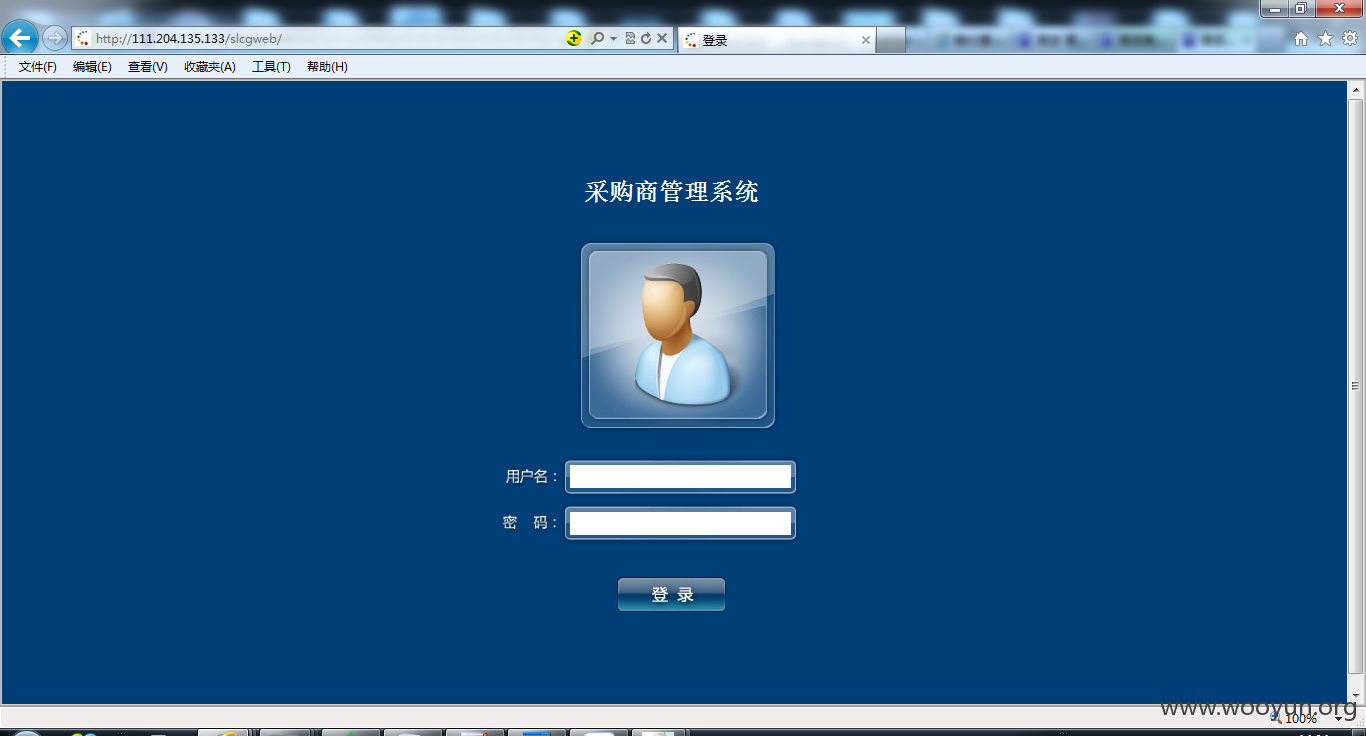 http://111.204.135.133/slcgweb/
登录
文件(F) 编辑(E) 查看(V) 收藏夹(A) 工具(T) 帮助(H)
采购商管理系统
用户名：
密 码：
登 录
www.wooyun.org
100%